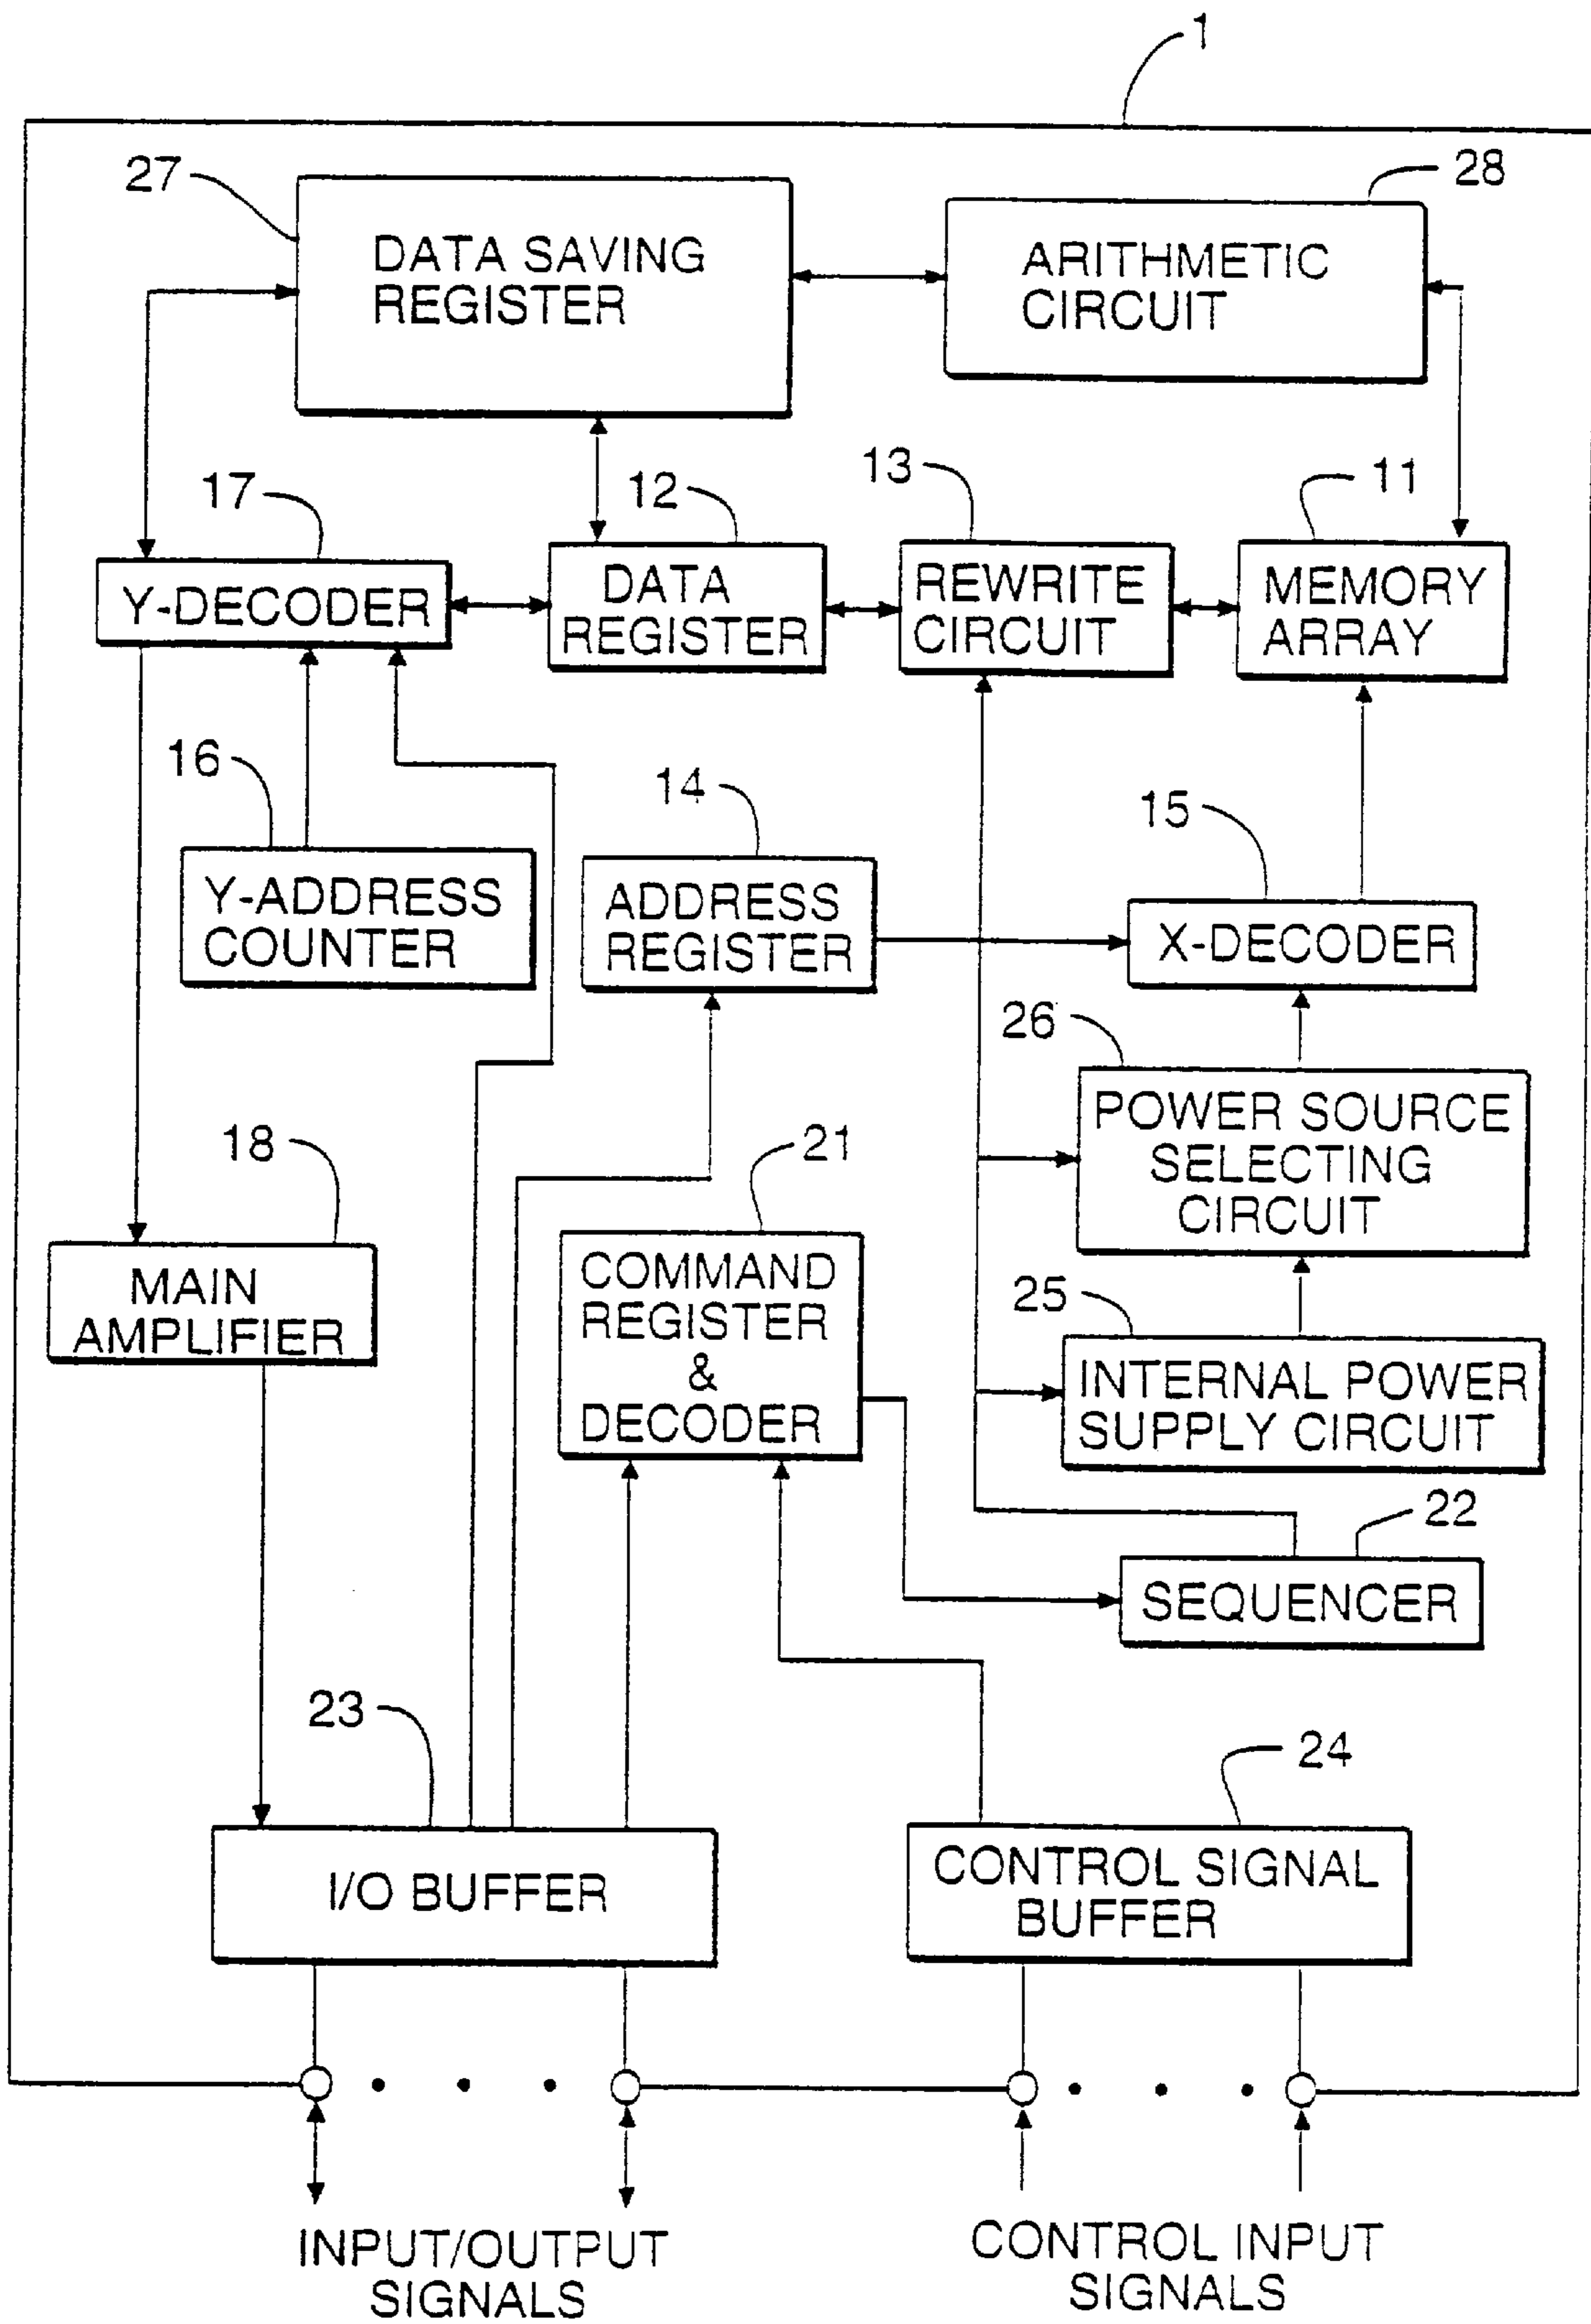 1
27
28
DATA SAVING
REGISTER
ARITHMETIC
CIRCUIT
17
12
13
11
Y-DECODER
DATA
REGISTER
REWRITE
CIRCUIT
MEMORY
ARRAY
16
14
15
Y-ADDRESS
COUNTER
ADDRESS
REGISTER
X-DECODER
26
POWER SOURCE
SELECTING
CIRCUIT
18
21
MAIN
AMPLIFIER
COMMAND
REGISTER
&
DECODER
25
INTERNAL POWER
SUPPLY CIRCUIT
22
SEQUENCER
23
24
I/O BUFFER
CONTROL SIGNAL
BUFFER
INPUT/OUTPUT
SIGNALS
CONTROL INPUT
SIGNALS